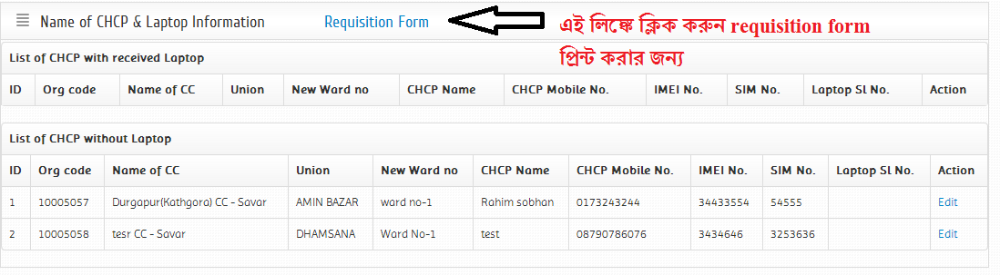 Name of CHCP & Laptop Information Requisition Form এই লিঙ্কে ক্লিক করুন requisition form
প্রিন্ট করার জন্য
List of CHCP with received Laptop
ID Org code Name of CC Union New Ward no CHCP Name CHCP Mobile No. IMEI No. SIM No. Laptop Sl No. Action
List of CHCP without Laptop
ID Org code Name of CC Union New Ward no CHCP Name CHCP Mobile No. IMEI No. SIM No. Laptop Sl No. Action
1 10005057 Durgapur(Kathgora) CC - Savar AMIN BAZAR ward no-1 Rahim sobhan 0173243244 34433554 54555 Edit
2 10005058 tesr CC - Savar DHAMSANA Ward No-1 test 08790786076 3434646 3253636 Edit